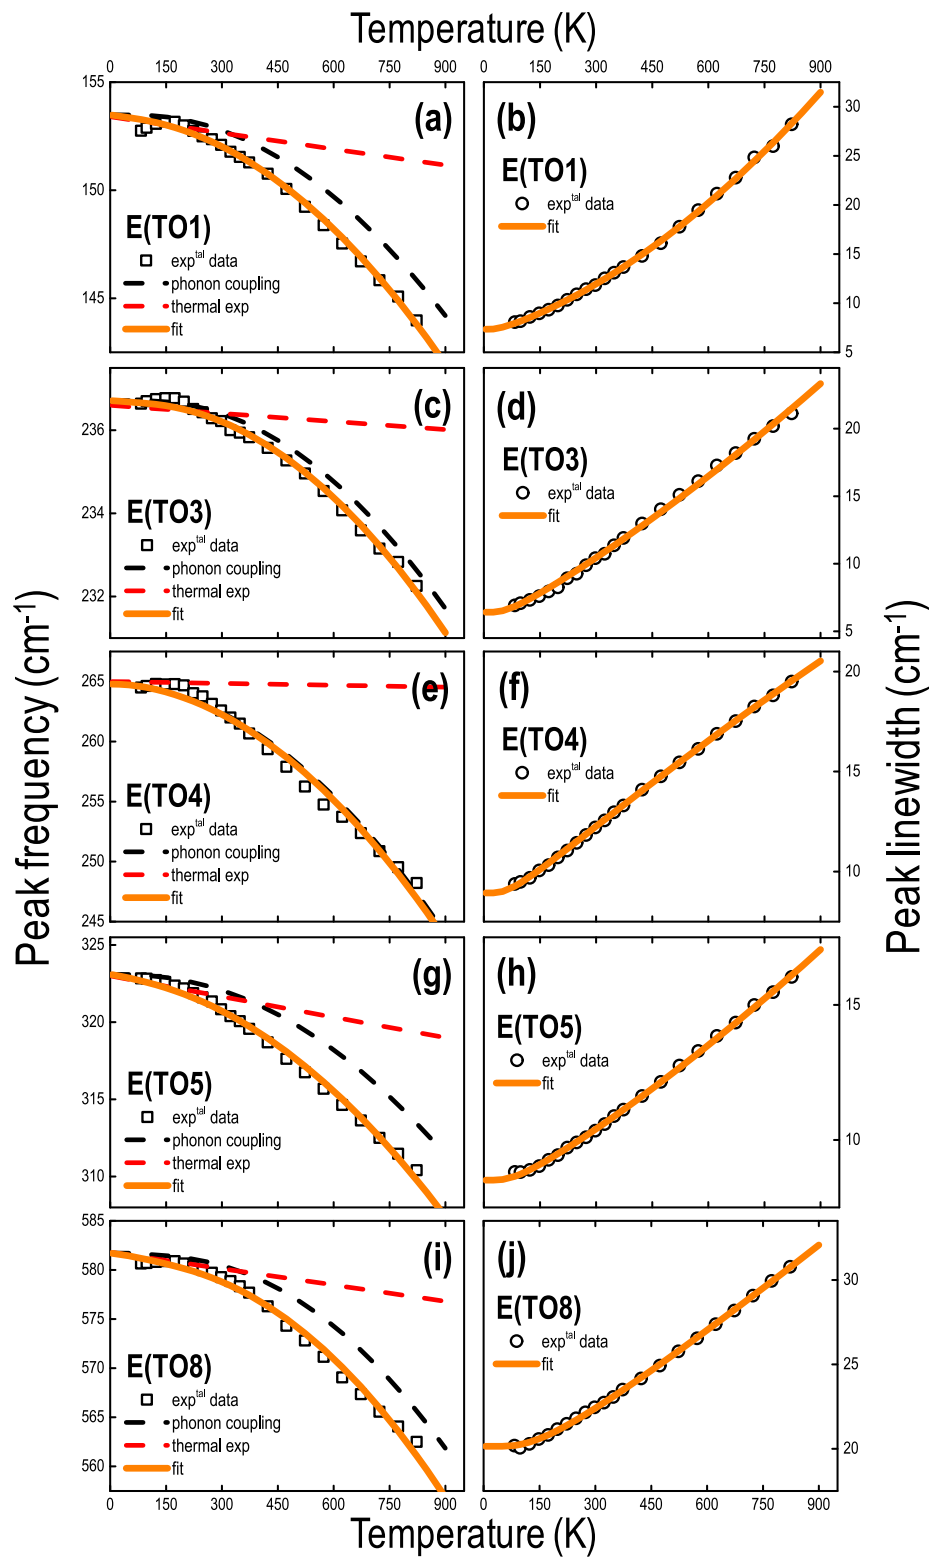 Temperature (K)
0 150 300 450 600 750 900
0 150 300 450 600 750 900
155
150
145
(a)
E(TO1)
exptal data
phonon coupling
thermal exp
fit
(b)
E(TO1)
exptal data
fit
30
25
20
15
10
5
236
234
232
(c)
E(TO3)
exptal data
phonon coupling
thermal exp
fit
(d)
E(TO3)
exptal data
fit
20
15
10
5
Peak frequency (cm-1)
265
260
255
250
245
(e)
E(TO4)
exptal data
phonon coupling
thermal exp
fit
(f)
E(TO4)
exptal data
fit
20
15
10
Peak linewidth (cm-1)
325
320
315
310
(g)
E(TO5)
exptal data
phonon coupling
thermal exp
fit
(h)
E(TO5)
exptal data
fit
15
10
585
580
575
570
565
560
(i)
E(TO8)
exptal data
phonon coupling
thermal exp
fit
(j)
E(TO8)
exptal data
fit
30
25
20
0 150 300 450 600 750 900
0 150 300 450 600 750 900
Temperature (K)